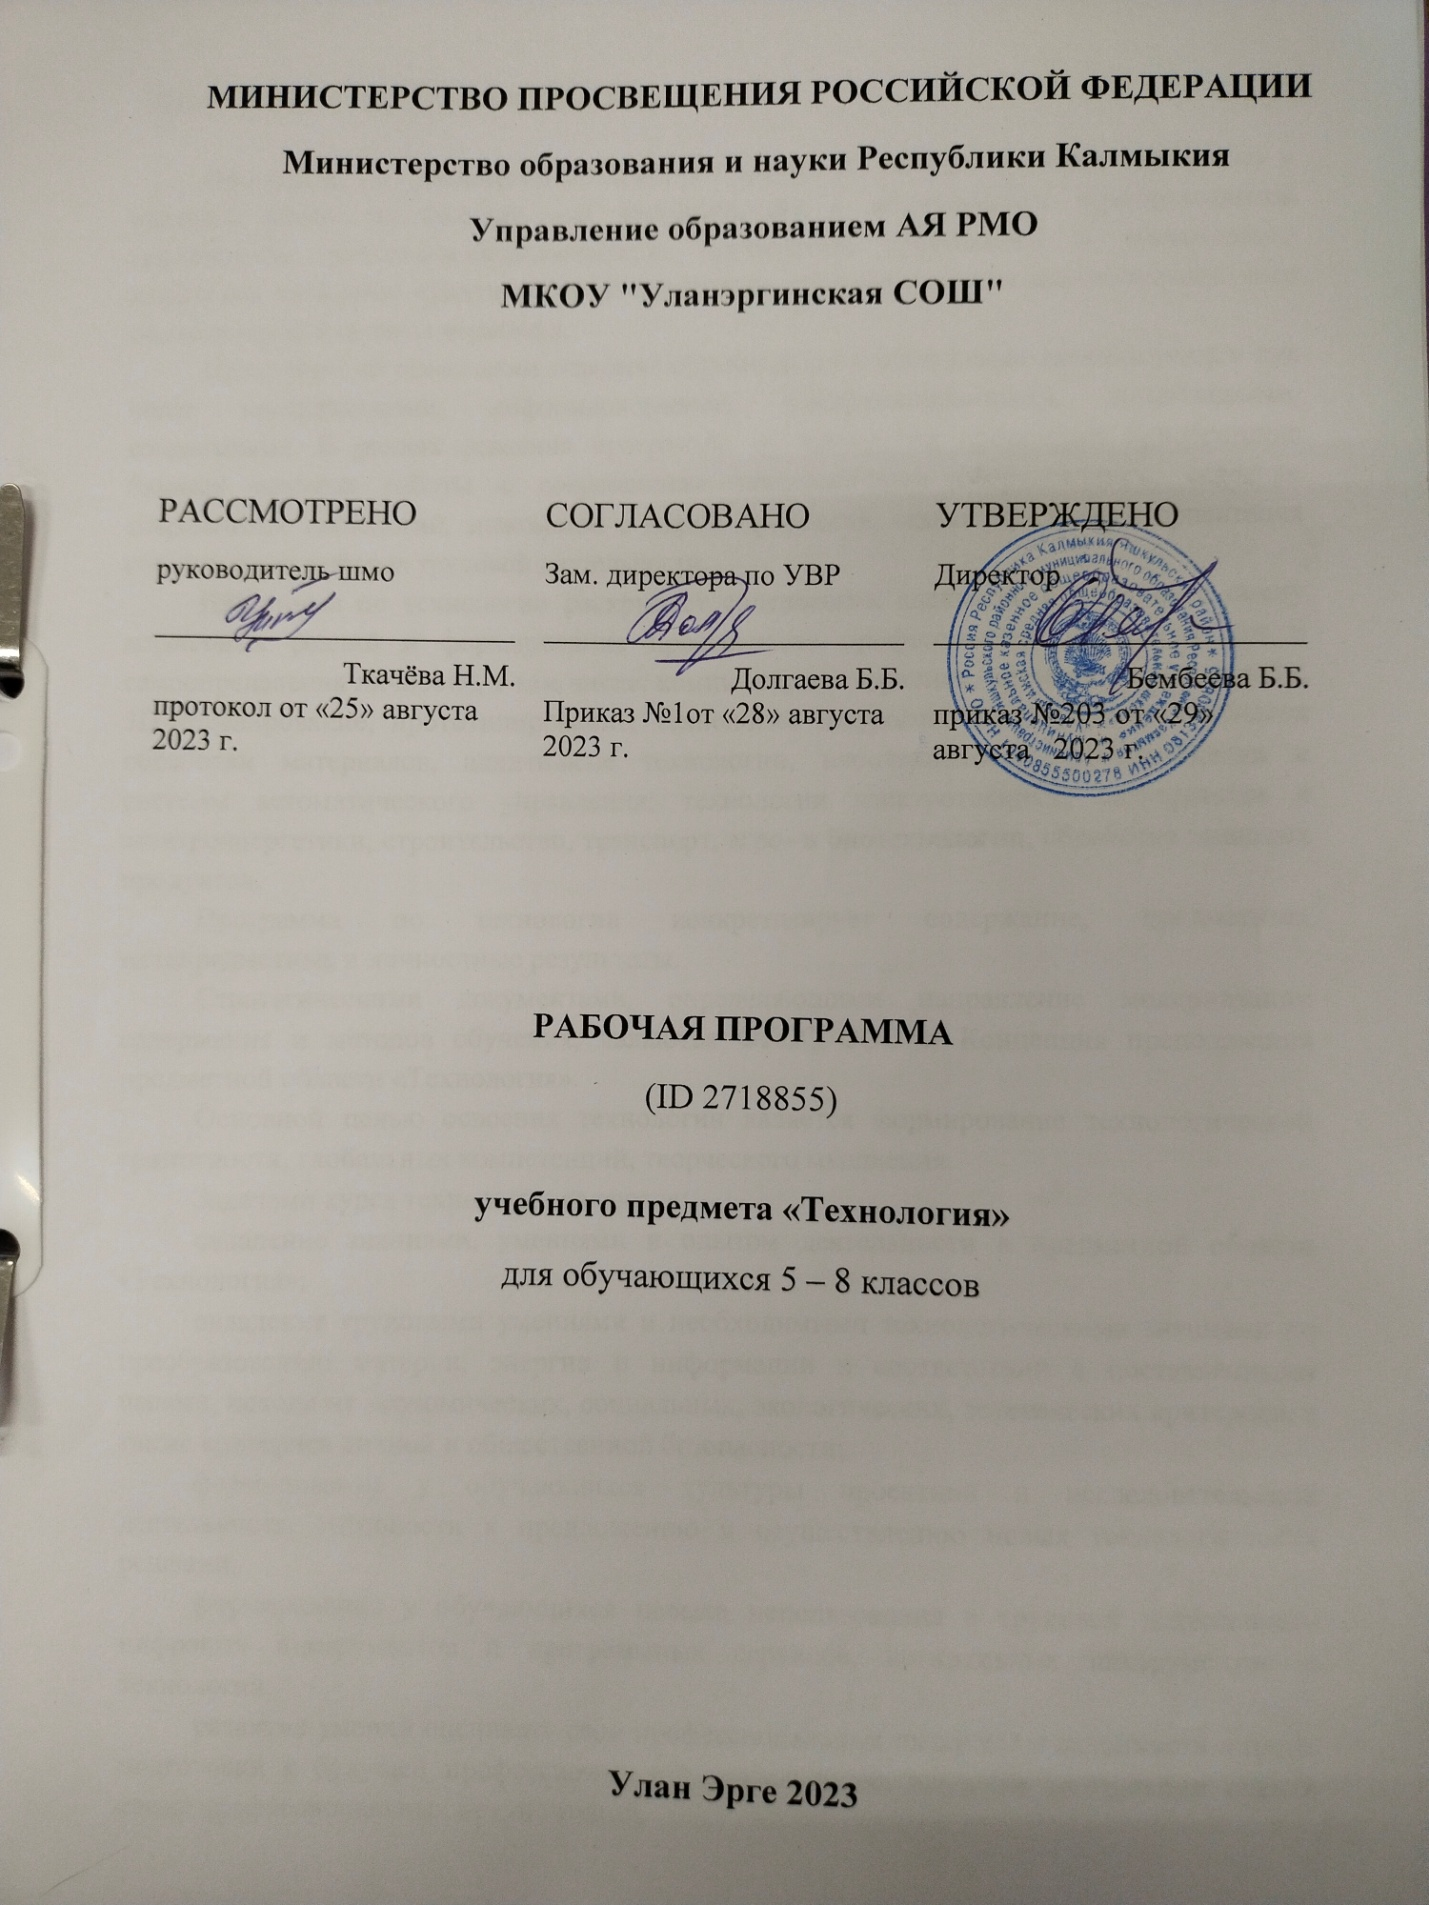 МИНИСТЕРСТВО ПРОСВЕЩЕНИЯ РОССИЙСКОЙ ФЕДЕРАЦИИ
Министерство образования и науки Республики Калмыкия
Управление образованием АЯ РМО
МКОУ "Уланэргинская СОШ"
РАССМОТРЕНО
руководитель шмо
Ткачёва Н.М.
протокол от «25» августа
2023 г.
СОГЛАСОВАНО
Зам. директора по УВР
Долгаева Б.Б.
Приказ №1от «28» августа
2023 г.
УТВЕРЖДЕНО
Директор
Бембеева Б.Б.
приказ №203 от «29»
августа 2023 г.
РАБОЧАЯ ПРОГРАММА
(ID 2718855)
учебного предмета «Технология»
для обучающихся 5 – 8 классов
Улан Эрге 2023